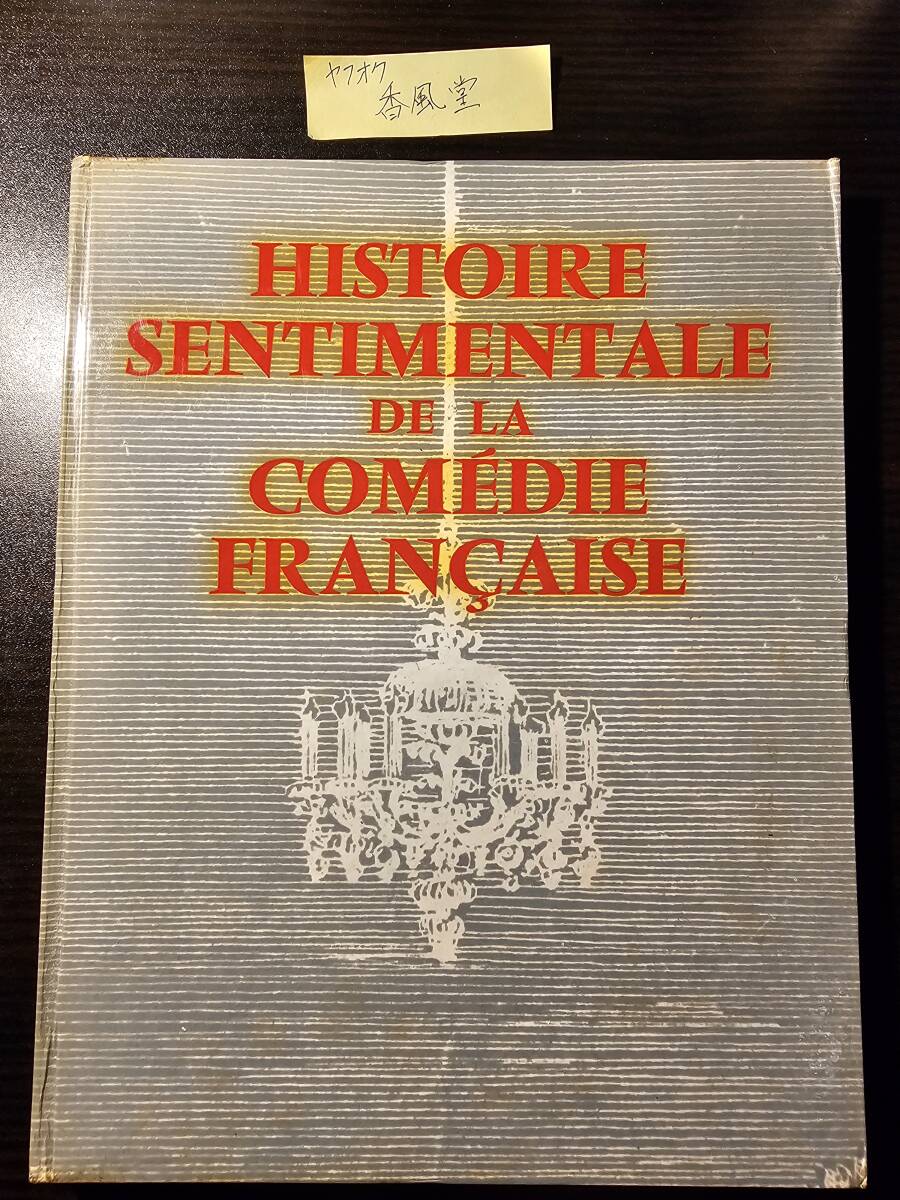 ヤフオク
香風堂
HISTOIRE
SENTIMENTALE
DE LA
COMÉDIE
FRANÇAISE